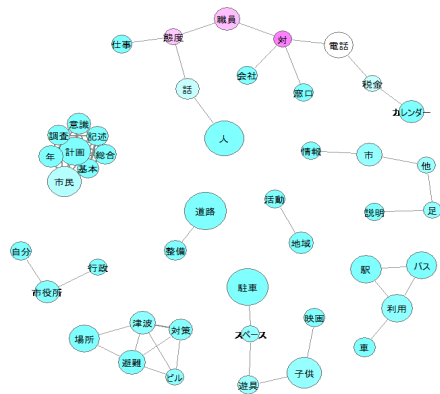 職員
態度
仕事
対
電話
会社
窓口
税金
カレンダー
話
人
意識
調査
記述
年
計画
総合
基本
市民
情報
市
他
足
説明
道路
整備
活動
地域
自分
行政
市役所
駐車
スペース
遊具
映画
子供
駅
バス
利用
車
津波
対策
場所
避難
ビル